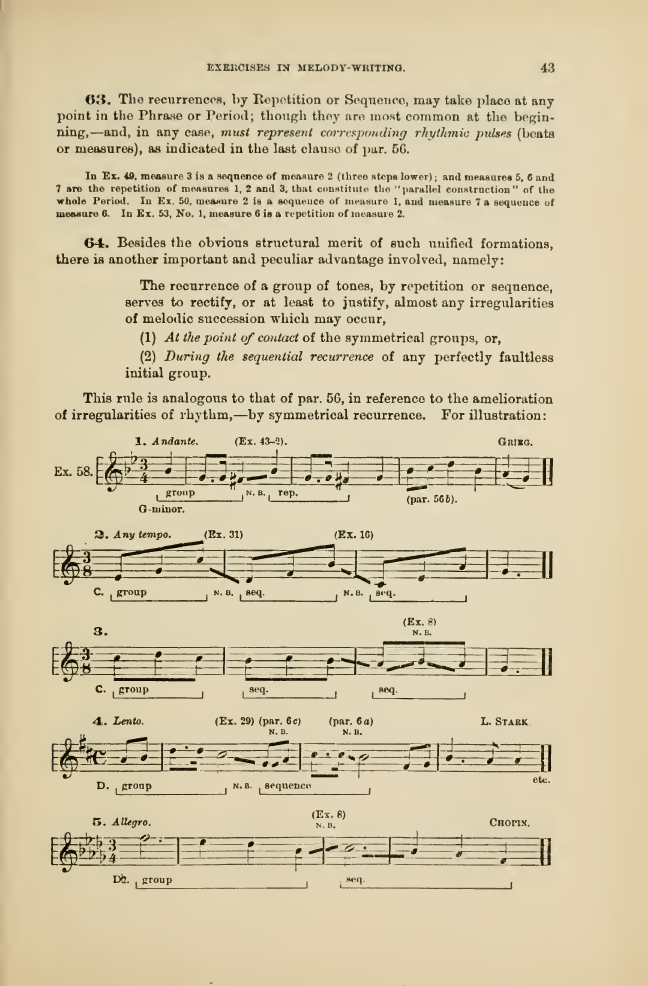 EXERCISES IN MELODY-WRITING. 43
63. The recurrences, by Repetition or Sequence, may take place at any
point in the Phrase or Period; though they are most common at the begin-
ning,—and, in any case, must represent corresponding rhythmic pulses (beats
or measures), as indicated in the last clause of par. 56.
In Ex. 49, measure 3 is a sequence of measure 2 (three steps lower); and measures 5, 6 and
7 are the repetition of measures 1, 2 and 3, that constitute the "parallel construction" of the
whole Period. In Ex. 50, measure 2 is a sequence of measure 1, and measure 7 a sequence of
measure 6. In Ex. 53, No. 1, measure 6 is a repetition of measure 2.
64. Besides the obvious structural merit of such unified formations,
there is another important and peculiar advantage involved, namely:
The recurrence of a group of tones, by repetition or sequence,
serves to rectify, or at least to justify, almost any irregularities
of melodic succession which may occur,
(1) At the point of contact of the symmetrical groups, or,
(2) During the sequential recurrence of any perfectly faultless
initial group.
This rule is analogous to that of par. 56, in reference to the amelioration
of irregularities of rhythm,—by symmetrical recurrence. For illustration:
1. Andante. (Ex. 43-2). GRIEG.
Ex. 58. 3 4
group N. B. rep. (par. 56b).
G-minor.
2. Any tempo. (Ex. 31) (Ex. 16)
3 8
C. group N. B. seq. N. B. seq.
(Ex. 8)
3. N. B.
3 8
C. group seq. seq.
4. Lento. (Ex. 29) (par. 6c) (par. 6a) L. STARK
N. B. N. B.
etc.
D. group N. B. sequence
(Ex. 8)
5. Allegro. N. B. CHOPIN.
3 4
D♭. group seq.